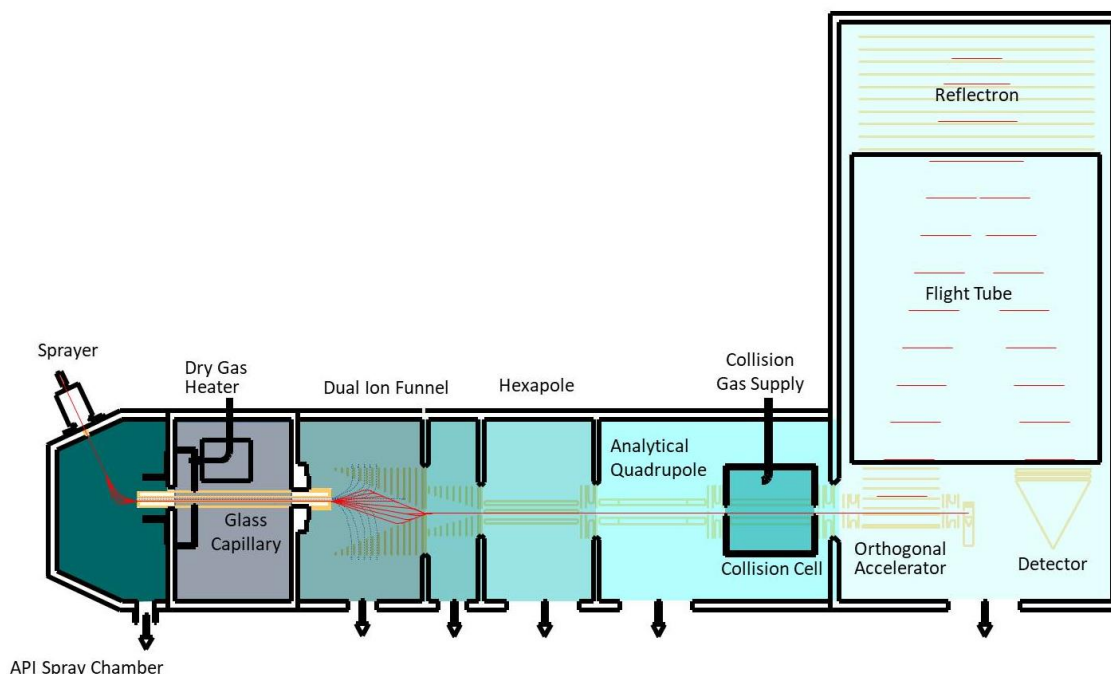 Reflectron
Flight Tube
Sprayer
Dry Gas
Heater
Dual Ion Funnel
Hexapole
Collision
Gas Supply
Analytical
Quadrupole
Glass
Capillary
Collision Cell
Orthogonal
Accelerator
Detector
API Spray Chamber